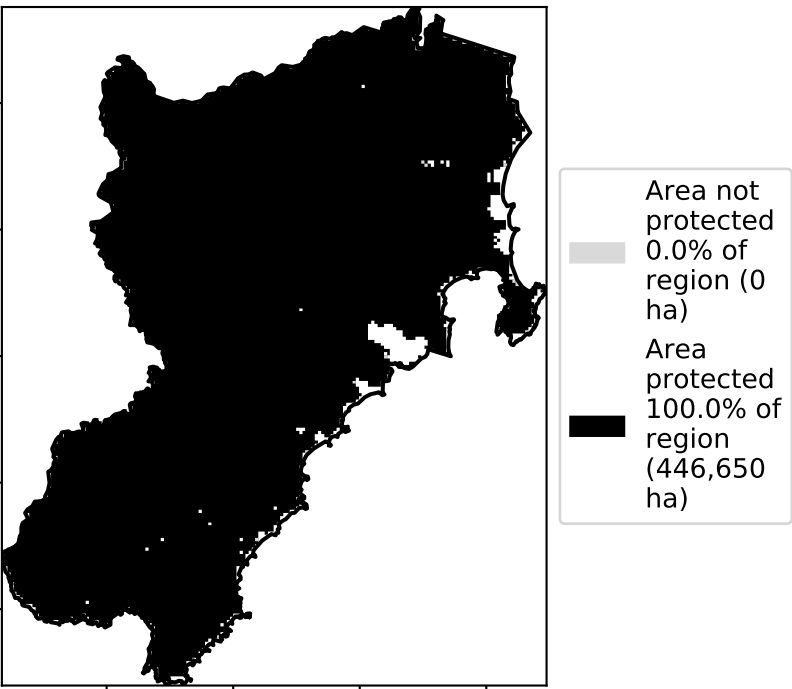 Area not
protected
0.0% of
region (0
ha)
Area
protected
100.0% of
region
(446,650
ha)